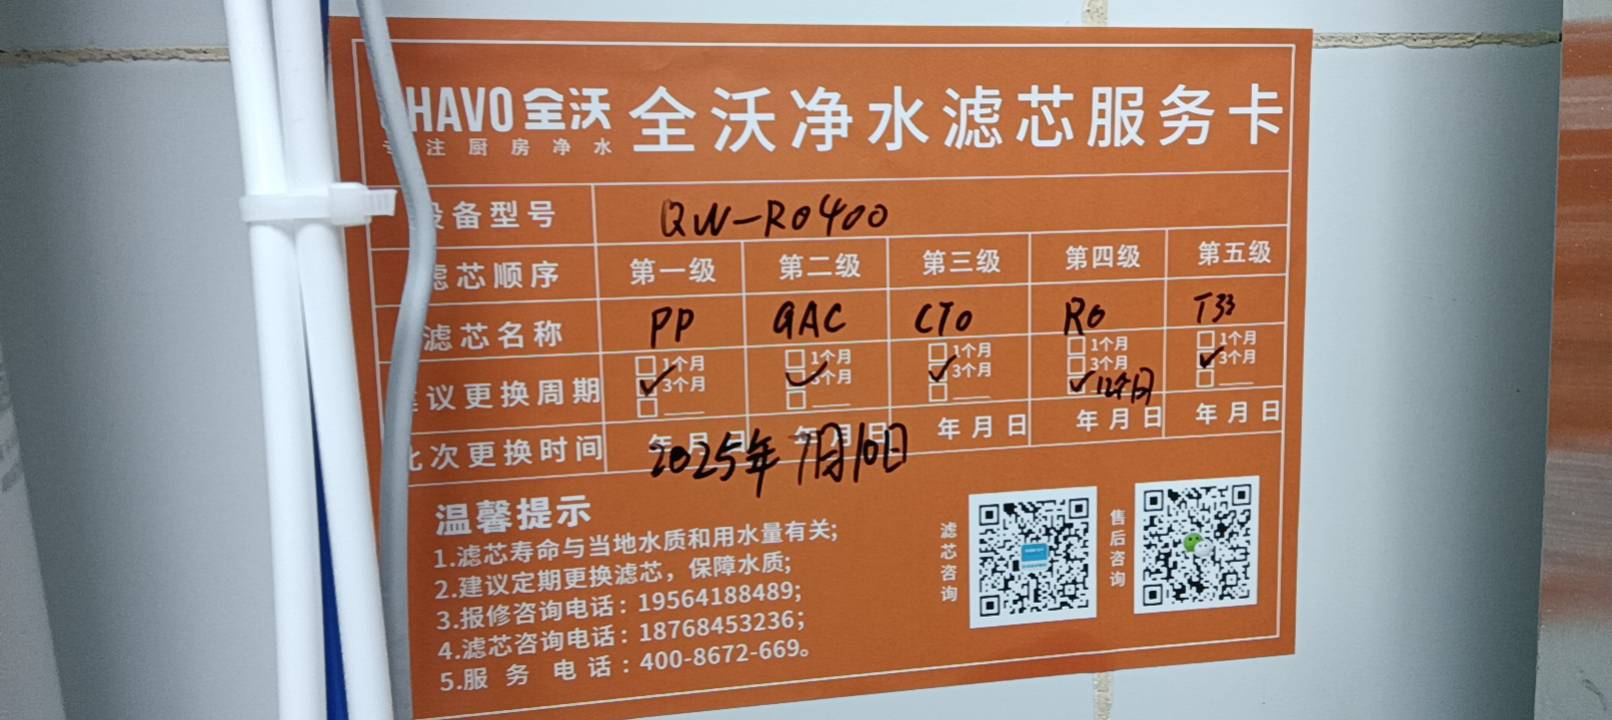 HAVO 全沃
注厨房净水
全沃净水滤芯服务卡
设备型号 QW-RO400
滤芯顺序 第一级 第二级 第三级 第四级 第五级
滤芯名称 PP GAC CTO RO T33
建议更换周期 1个月 1个月 1个月 1个月 1个月
✓3个月 ✓3个月 ✓3个月 3个月 ✓3个月
✓12个月
此次更换时间 年月日 年月日 年月日 年月日 年月日
2025年7月10日
温馨提示
1.滤芯寿命与当地水质和用水量有关;
2.建议定期更换滤芯，保障水质;
3.报修咨询电话：19564188489;
4.滤芯咨询电话：18768453236;
5.服务电话：400-8672-669。
滤芯咨询
售后咨询